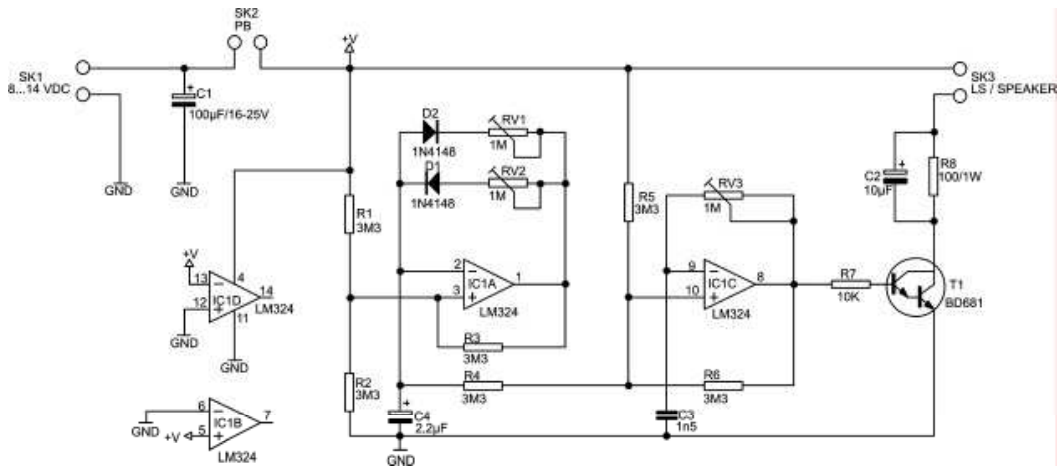 SK2
PB
+V
SK1
8...14 VDC
+
C1
100µF/16-25V
GND
GND
SK3
LS / SPEAKER
D2
1N4148
RV1
1M
D1
1N4148
RV2
1M
R1
3M3
R5
3M3
RV3
1M
+
C2
10µF
R8
100/1W
+V
13
12
4
11
14
IC1D
LM324
GND
GND
2
3
1
IC1A
LM324
9
10
8
IC1C
LM324
R7
10K
T1
BD681
R3
3M3
R2
3M3
R4
3M3
R6
3M3
6
5
7
GND
+V
IC1B
LM324
+
C4
2.2µF
GND
C3
1n5